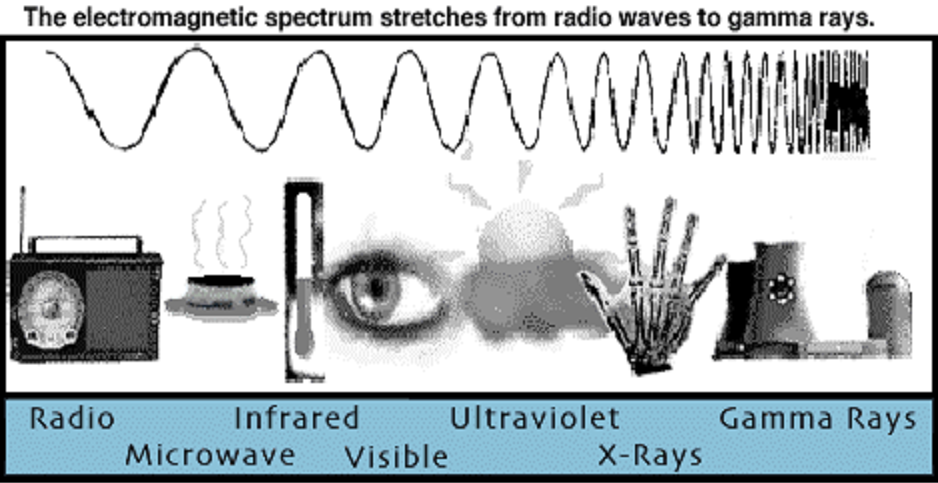 The electromagnetic spectrum stretches from radio waves to gamma rays.
Radio Infrared Ultraviolet Gamma Rays
Microwave Visible X-Rays